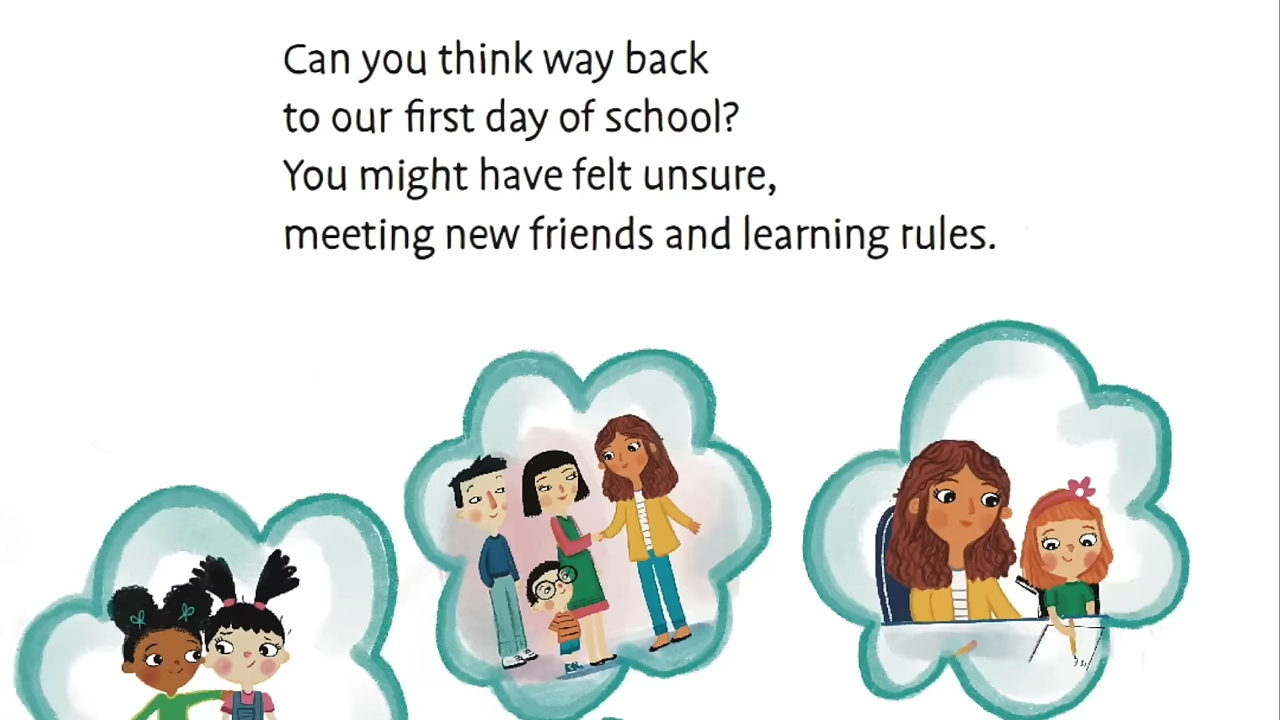 Can you think way back
to our first day of school?
You might have felt unsure,
meeting new friends and learning rules.